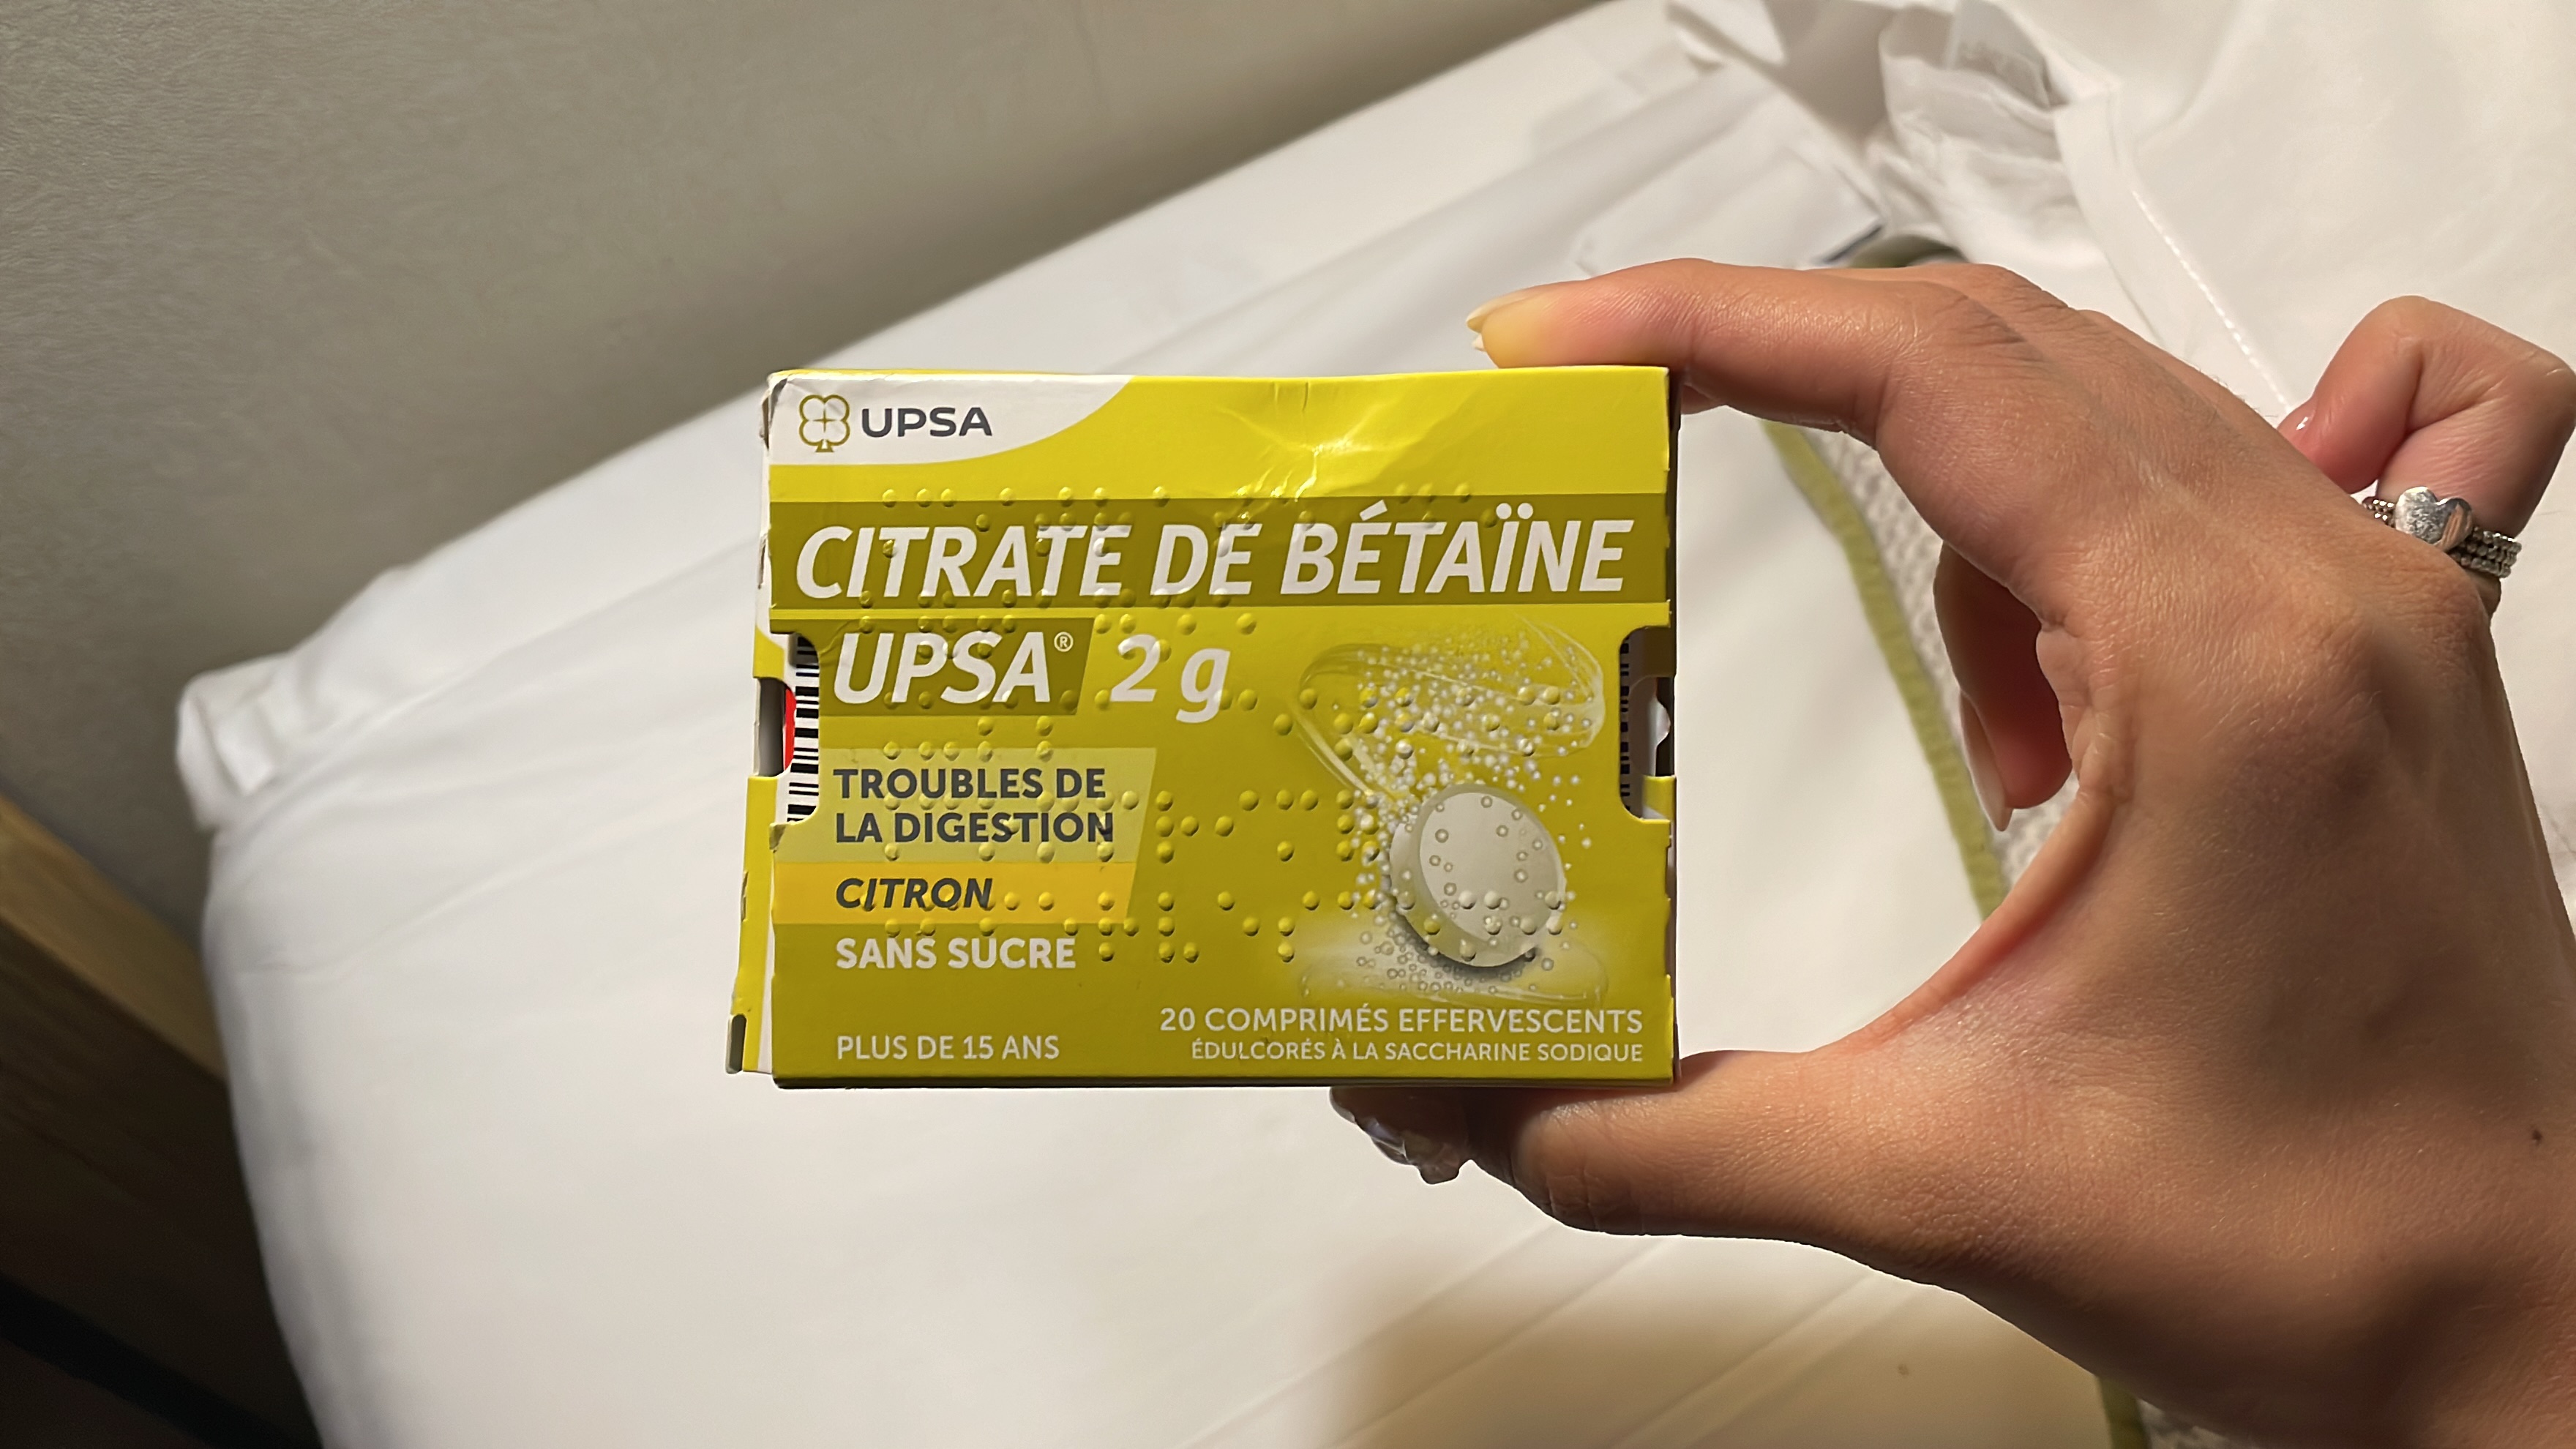 UPSA
CITRATE DE BÉTAÏNE
UPSA® 2 g
TROUBLES DE
LA DIGESTION
CITRON
SANS SUCRE
PLUS DE 15 ANS
20 COMPRIMÉS EFFERVESCENTS
ÉDULCORÉS À LA SACCHARINE SODIQUE